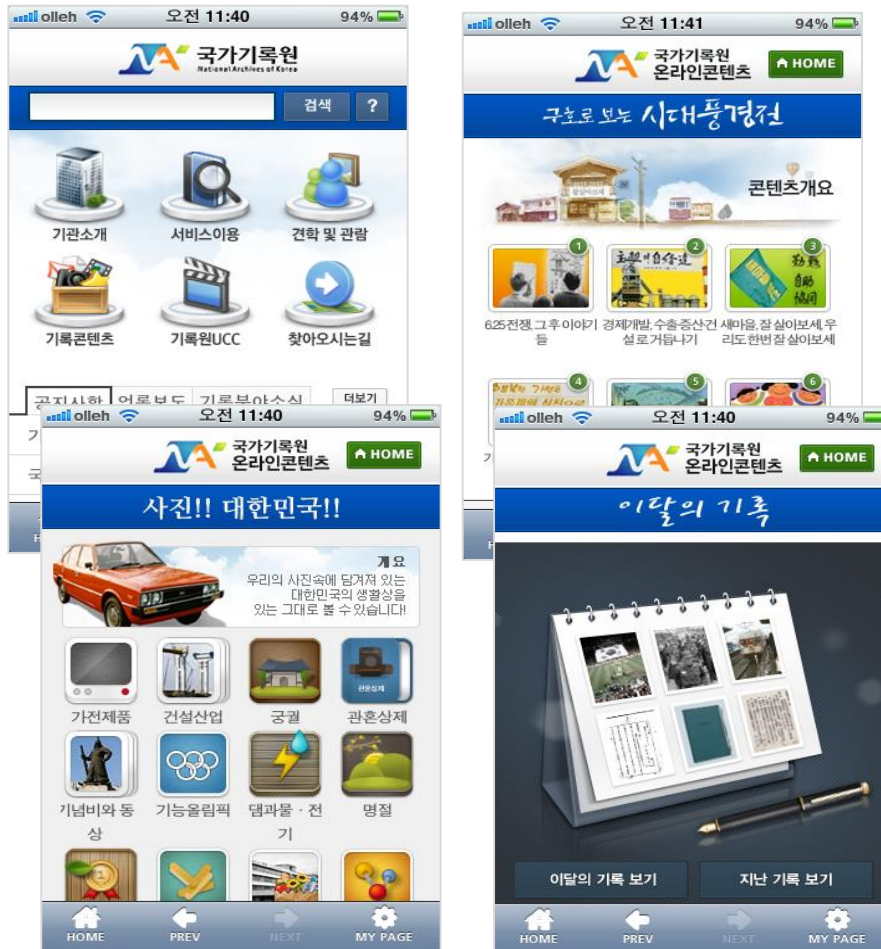 olleh 오전 11:40 94%
국가기록원
National Archives of Korea
검색 ?
기관소개 서비스이용 견학 및 관람
기록콘텐츠 기록원UCC 찾아오시는길
공지사항 언론보도 기록분야소식 더보기
olleh 오전 11:41 94%
국가기록원
온라인콘텐츠
HOME
구호로 보는 시대풍경전
콘텐츠개요
1 2 3
625전쟁, 그 후 이야기들
경제개발, 수출·증산·건설로 거듭나기
새마을, 잘 살아보세, 우리도 한번 잘 살아보세
4 5 6
olleh 오전 11:40 94%
국가기록원
온라인콘텐츠
HOME
사진!! 대한민국!!
개요
우리의 사진속에 담겨져 있는
대한민국의 생활상을
있는 그대로 볼 수 있습니다!
관혼상제
가전제품 건설산업 궁궐 관혼상제
기념비와 동상 기능올림픽 댐과물·전기 명절
1
HOME PREV NEXT MY PAGE
olleh 오전 11:40 94%
국가기록원
온라인콘텐츠
HOME
이달의 기록
이달의 기록 보기 지난 기록 보기
HOME PREV NEXT MY PAGE